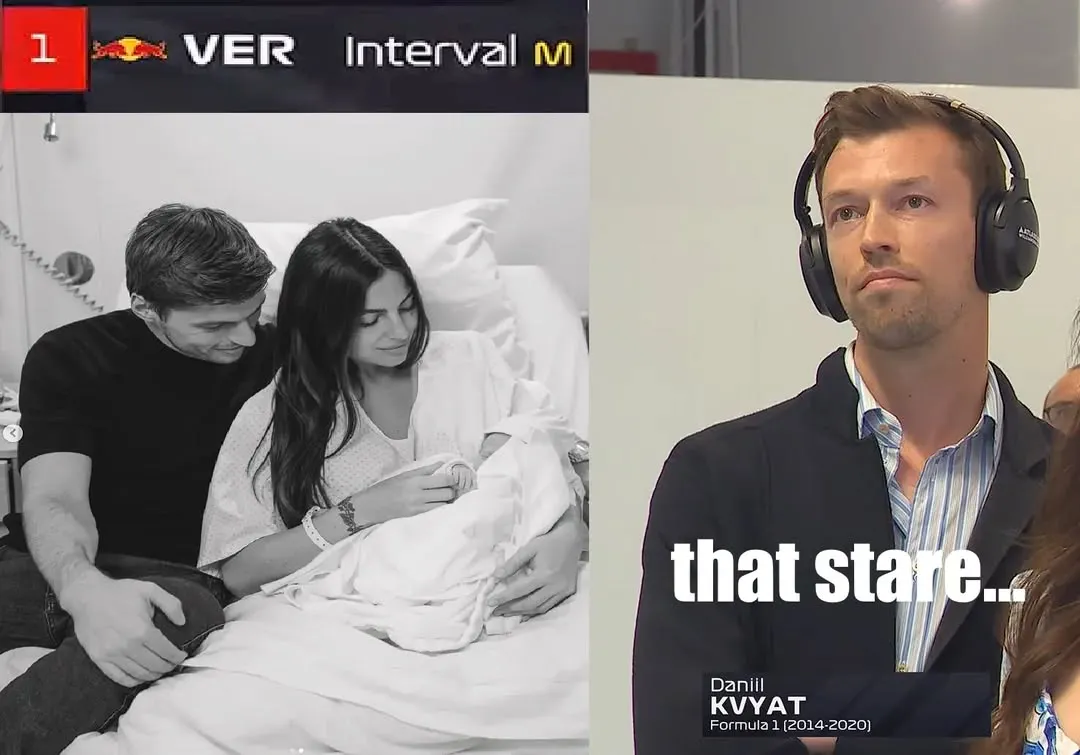 1 VER Interval M
that stare...
Daniil
KVYAT
Formula 1 (2014-2020)